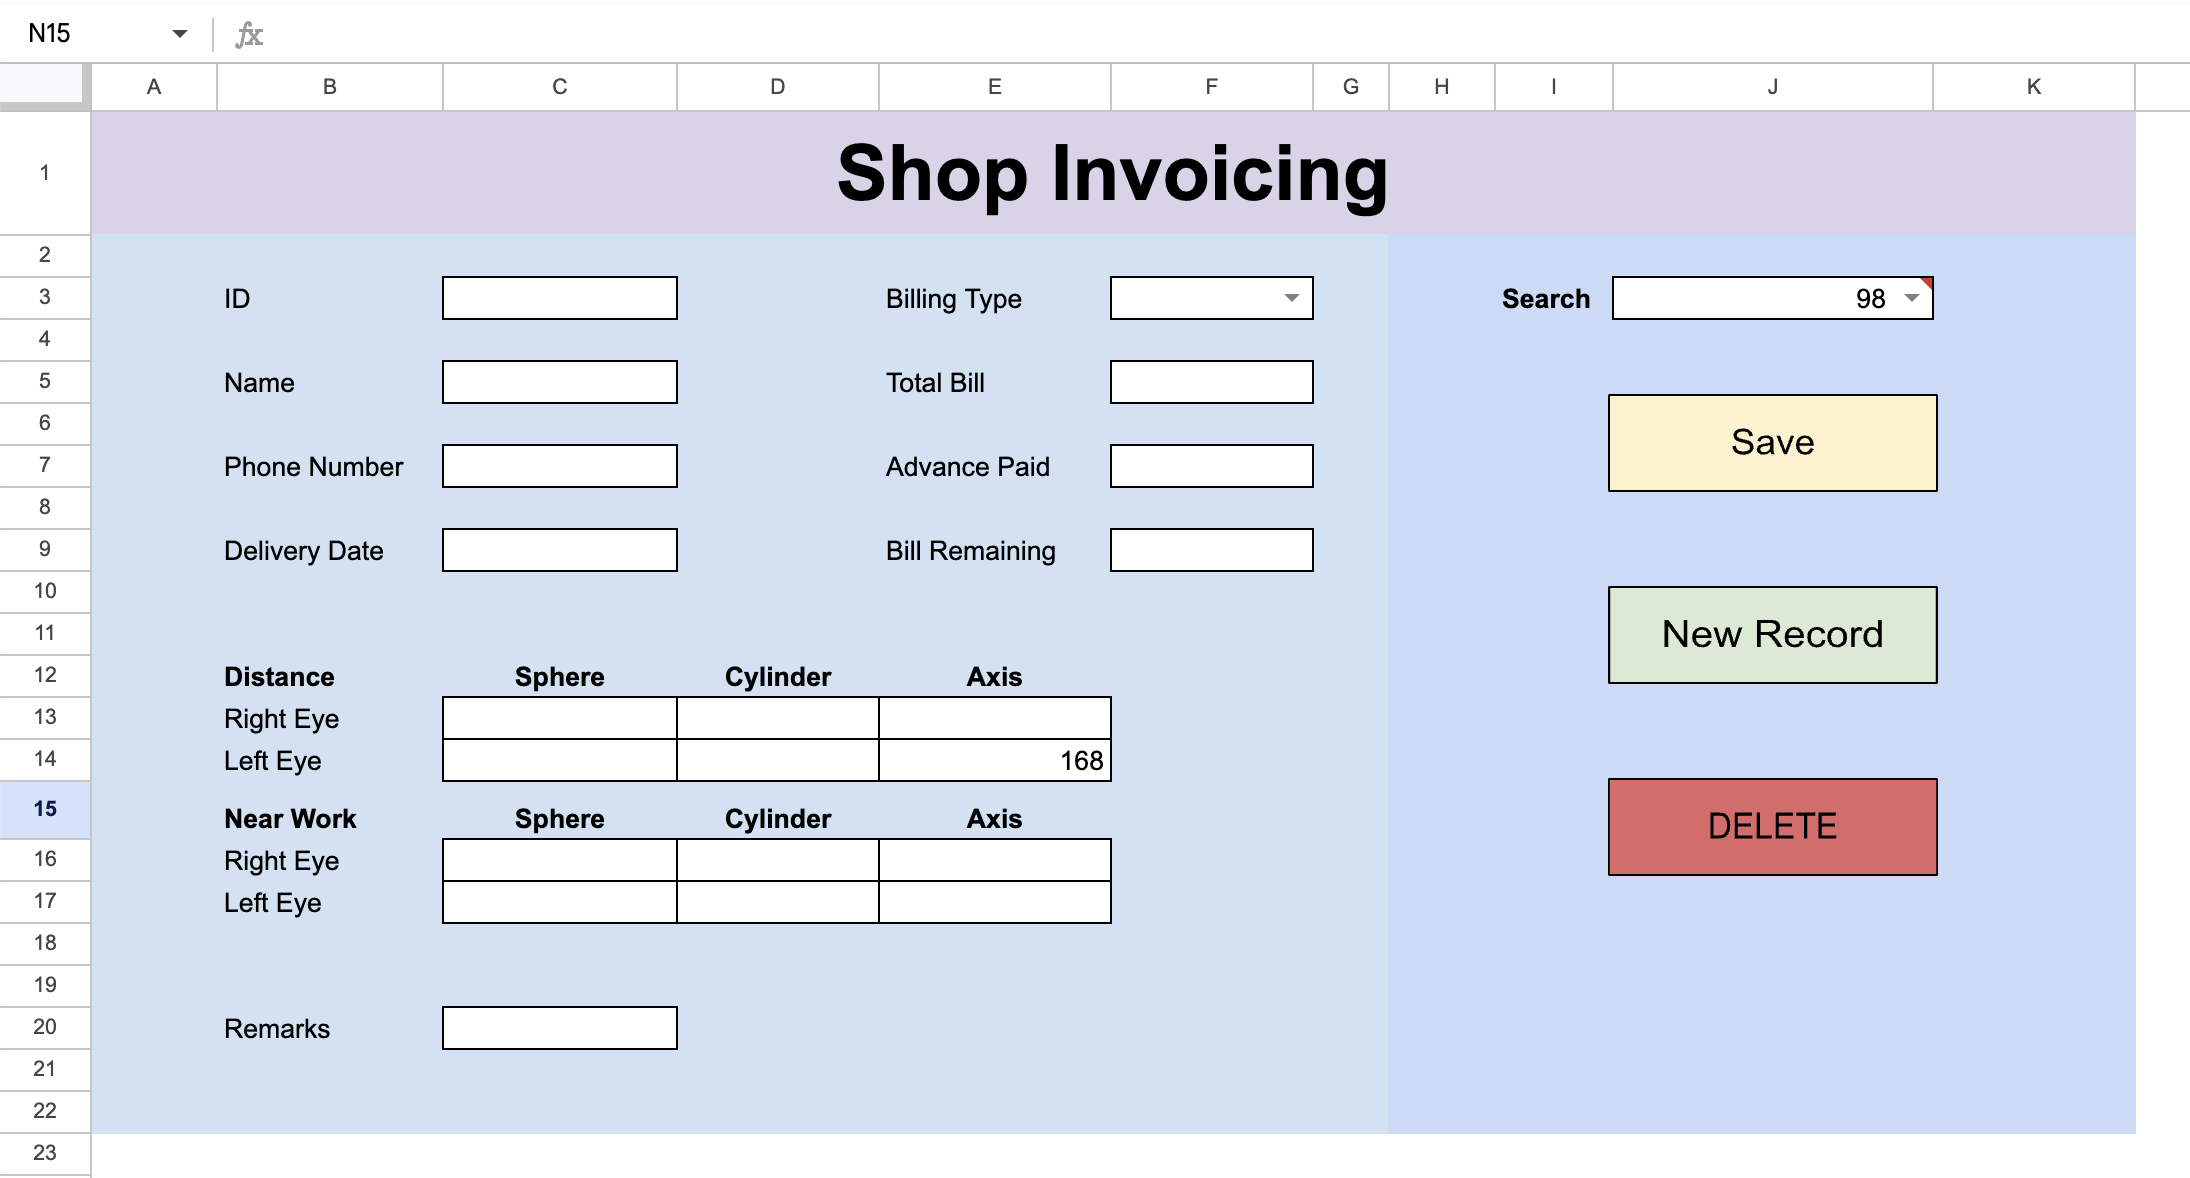 N15 fx
A B C D E F G H I J K
1 Shop Invoicing
2
3 ID Billing Type Search 98
4
5 Name Total Bill
6 Save
7 Phone Number Advance Paid
8
9 Delivery Date Bill Remaining
10
11 New Record
12 Distance Sphere Cylinder Axis
13 Right Eye
14 Left Eye 168
15 Near Work Sphere Cylinder Axis DELETE
16 Right Eye
17 Left Eye
18
19
20 Remarks
21
22
23